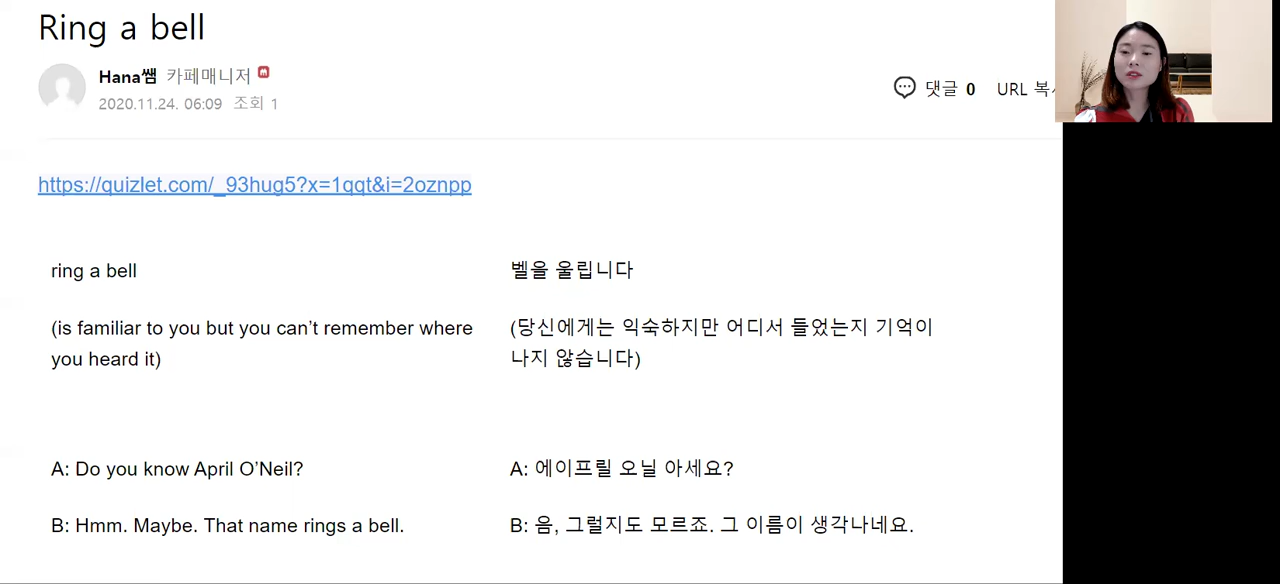 Ring a bell
Hana쌤 카페매니저
2020.11.24. 06:09 조회 1
댓글 0 URL 복
https://quizlet.com/_93hug5?x=1qqt&i=2oznpp
ring a bell
벨을 울립니다
(is familiar to you but you can’t remember where
you heard it)
(당신에게는 익숙하지만 어디서 들었는지 기억이
나지 않습니다)
A: Do you know April O’Neil?
A: 에이프릴 오닐 아세요?
B: Hmm. Maybe. That name rings a bell.
B: 음, 그럴지도 모르죠. 그 이름이 생각나네요.